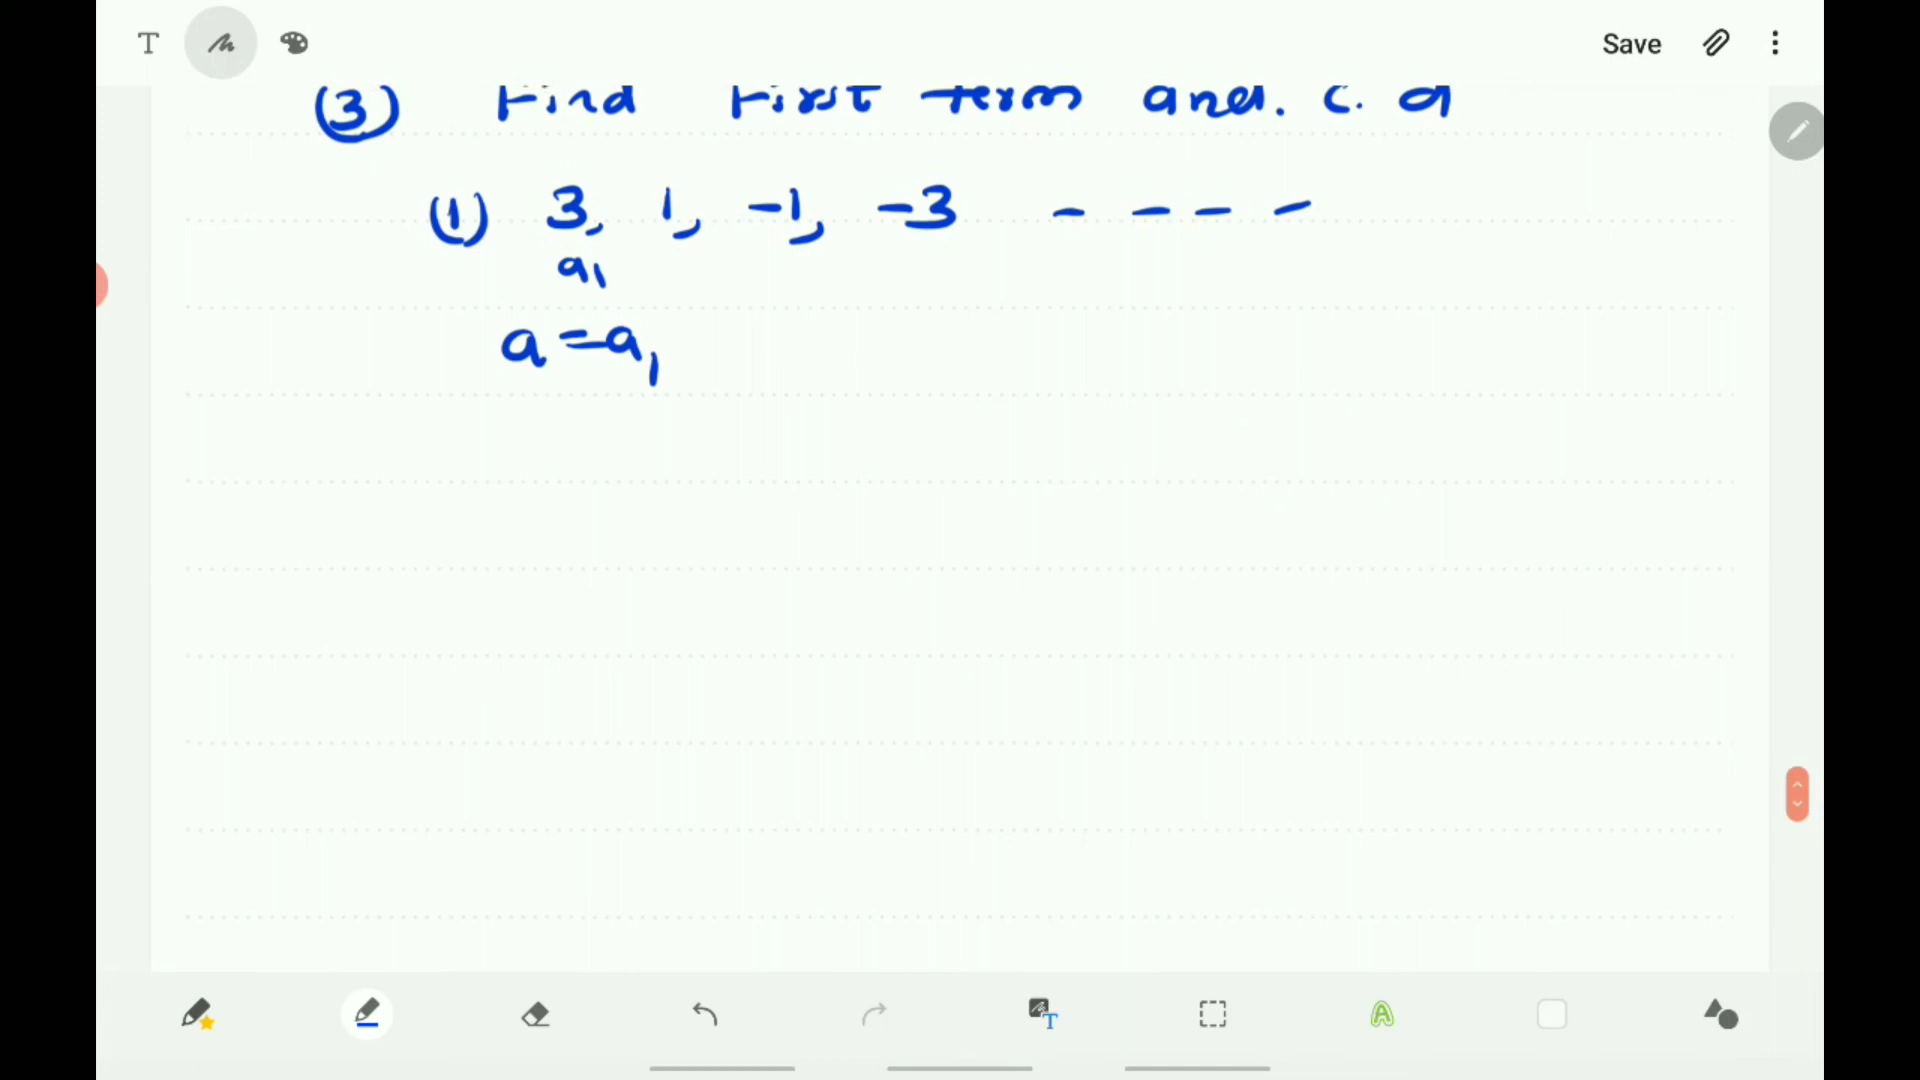 T Save
(3) Find First term and. C. d
(1) 3, 1, -1, -3 - - - -
a1
a = a1
T A